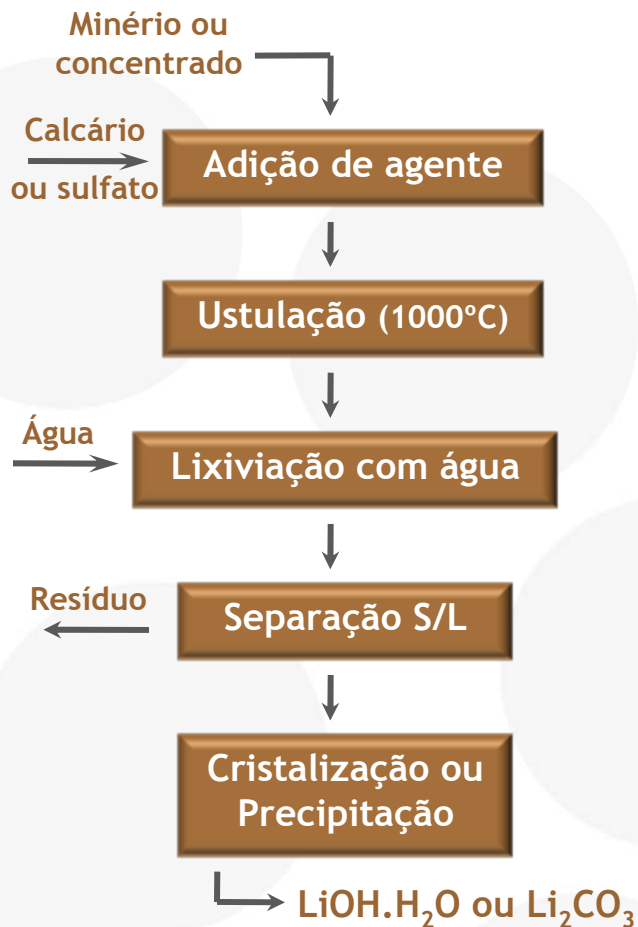 Minério ou
concentrado
Calcário
ou sulfato
Adição de agente
Ustulação (1000ºC)
Água
Lixiviação com água
Resíduo
Separação S/L
Cristalização ou
Precipitação
LiOH.H₂O ou Li₂CO₃